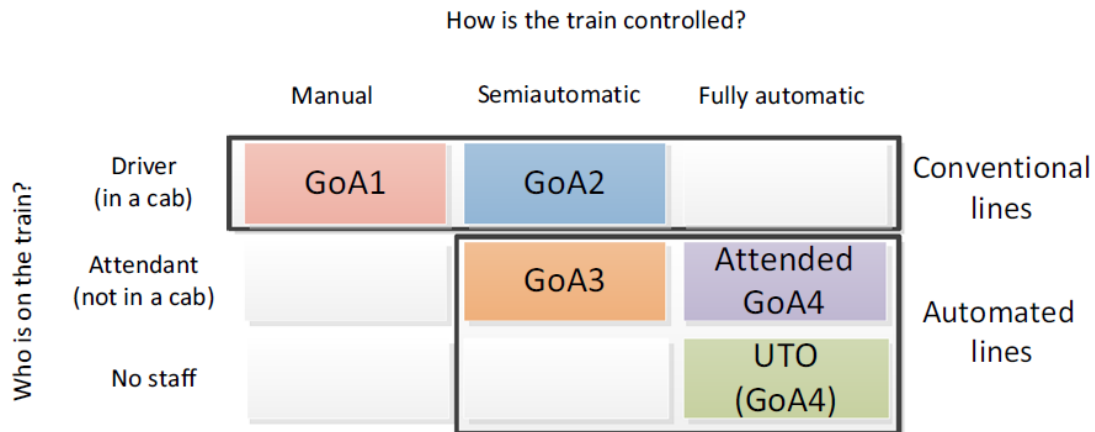 How is the train controlled?
Manual
Semiautomatic
Fully automatic
Who is on the train?
Driver
(in a cab)
GoA1
GoA2
Conventional
lines
Attendant
(not in a cab)
GoA3
Attended
GoA4
Automated
lines
No staff
UTO
(GoA4)